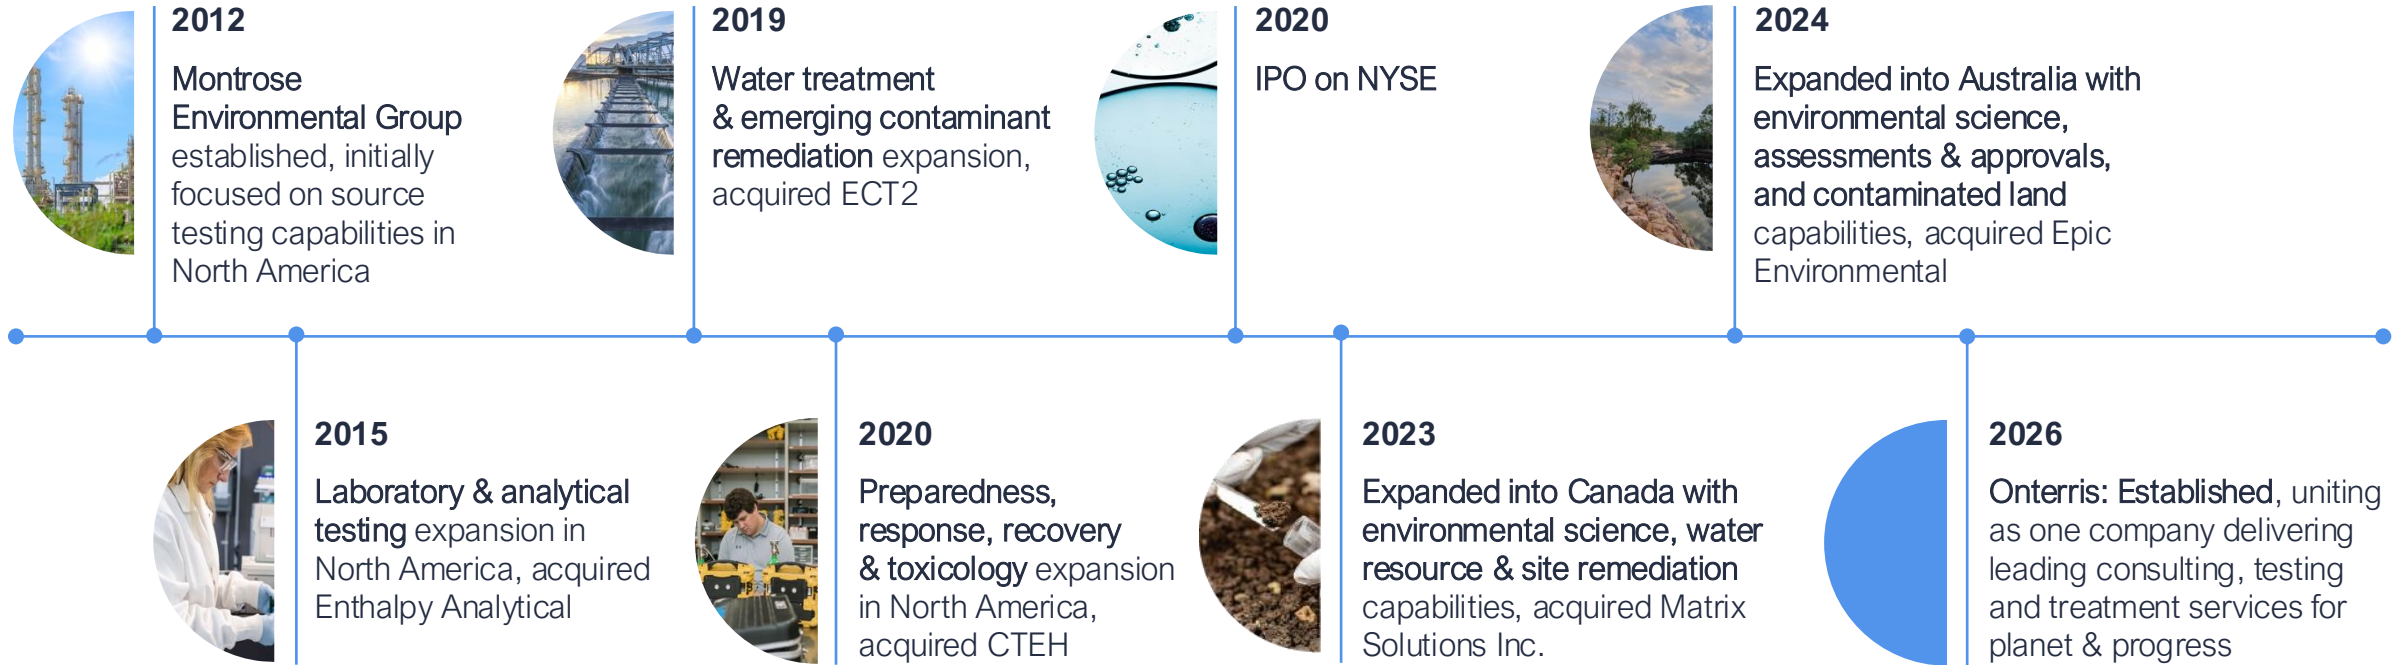 2012
Montrose
Environmental Group
established, initially
focused on source
testing capabilities in
North America
2015
Laboratory & analytical
testing expansion in
North America, acquired
Enthalpy Analytical
2019
Water treatment
& emerging contaminant
remediation expansion,
acquired ECT2
2020
Preparedness,
response, recovery
& toxicology expansion
in North America,
acquired CTEH
2020
IPO on NYSE
2023
Expanded into Canada with
environmental science, water
resource & site remediation
capabilities, acquired Matrix
Solutions Inc.
2024
Expanded into Australia with
environmental science,
assessments & approvals,
and contaminated land
capabilities, acquired Epic
Environmental
2026
Onterris: Established, uniting
as one company delivering
leading consulting, testing
and treatment services for
planet & progress